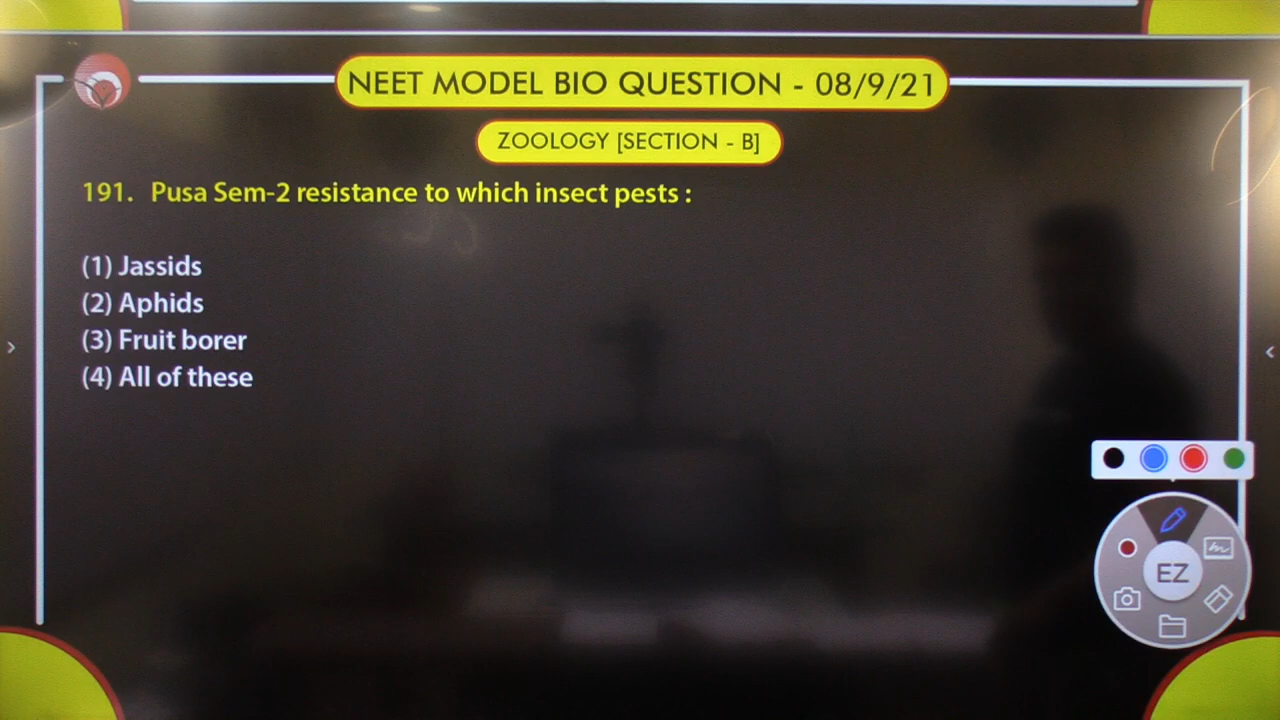 NEET MODEL BIO QUESTION - 08/9/21
ZOOLOGY [SECTION - B]
191. Pusa Sem-2 resistance to which insect pests :
(1) Jassids
(2) Aphids
(3) Fruit borer
(4) All of these
EZ